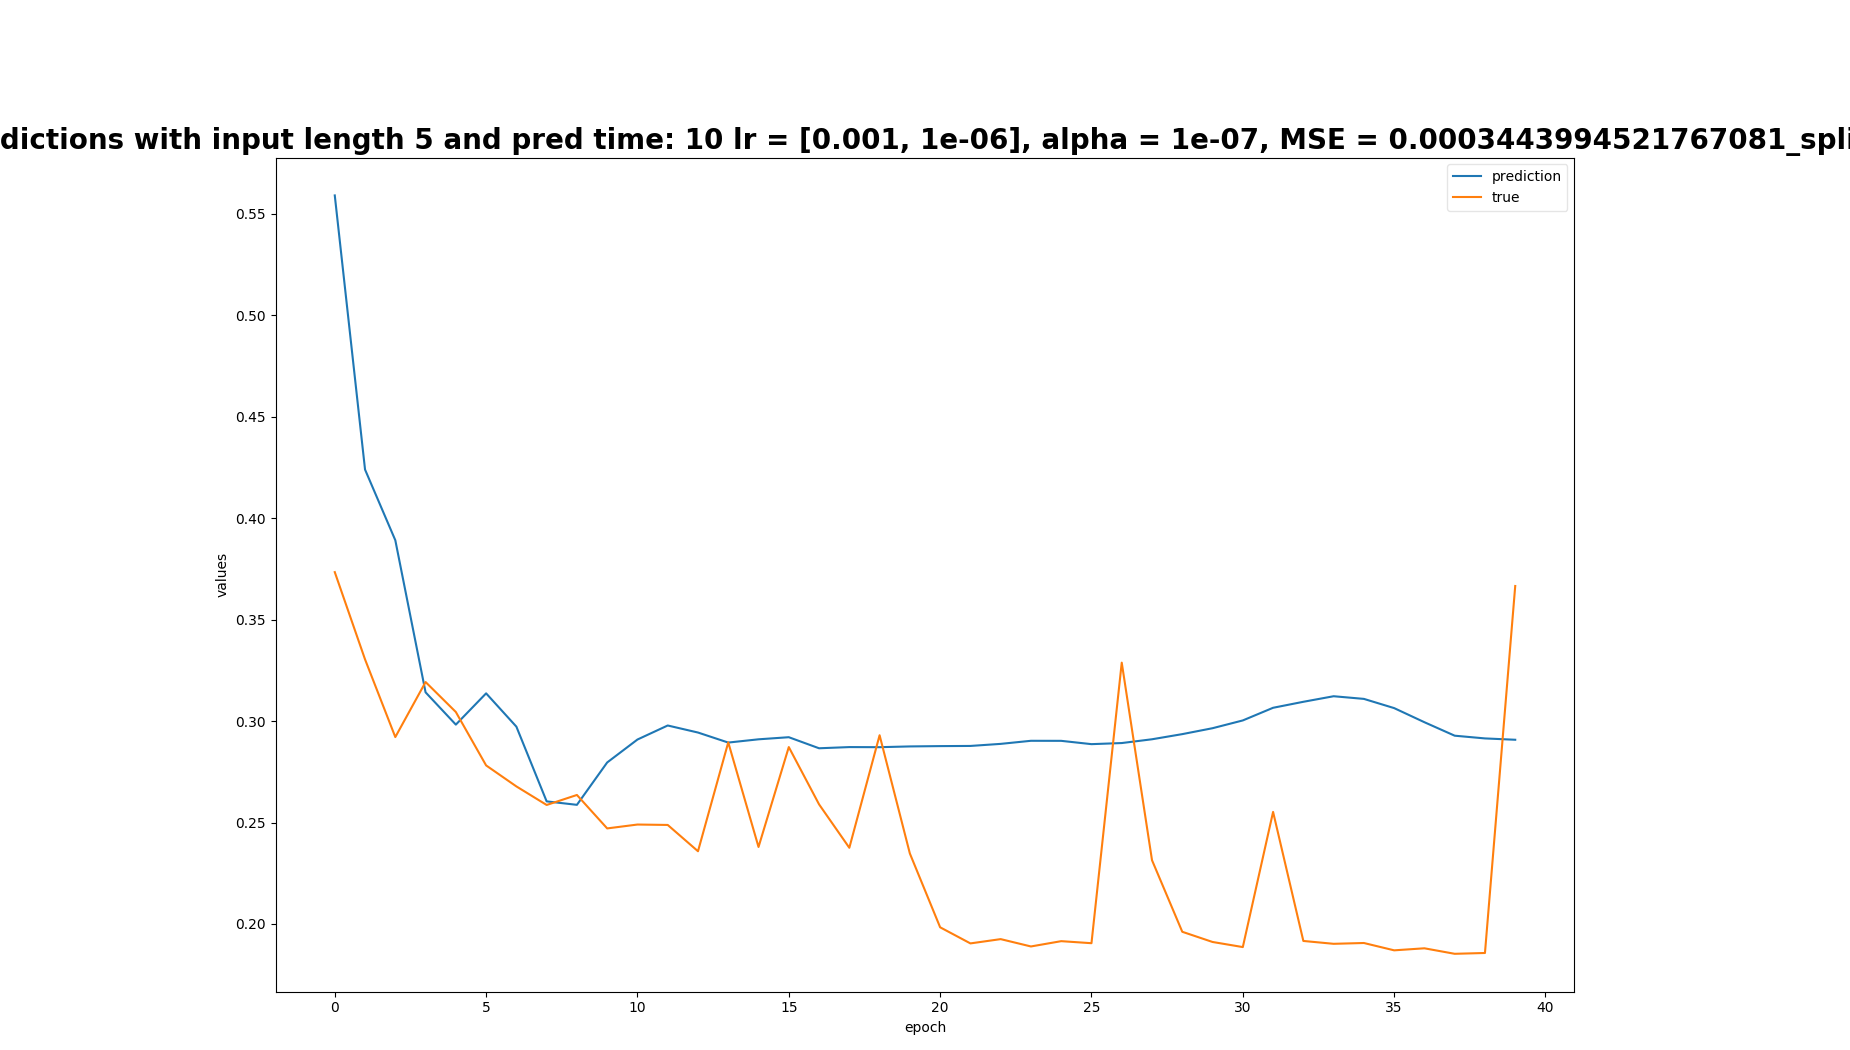 dictions with input length 5 and pred time: 10 lr = [0.001, 1e-06], alpha = 1e-07, MSE = 0.0003443994521767081_spli
prediction
true
0.55
0.50
0.45
0.40
0.35
0.30
0.25
0.20
values
0 5 10 15 20 25 30 35 40
epoch